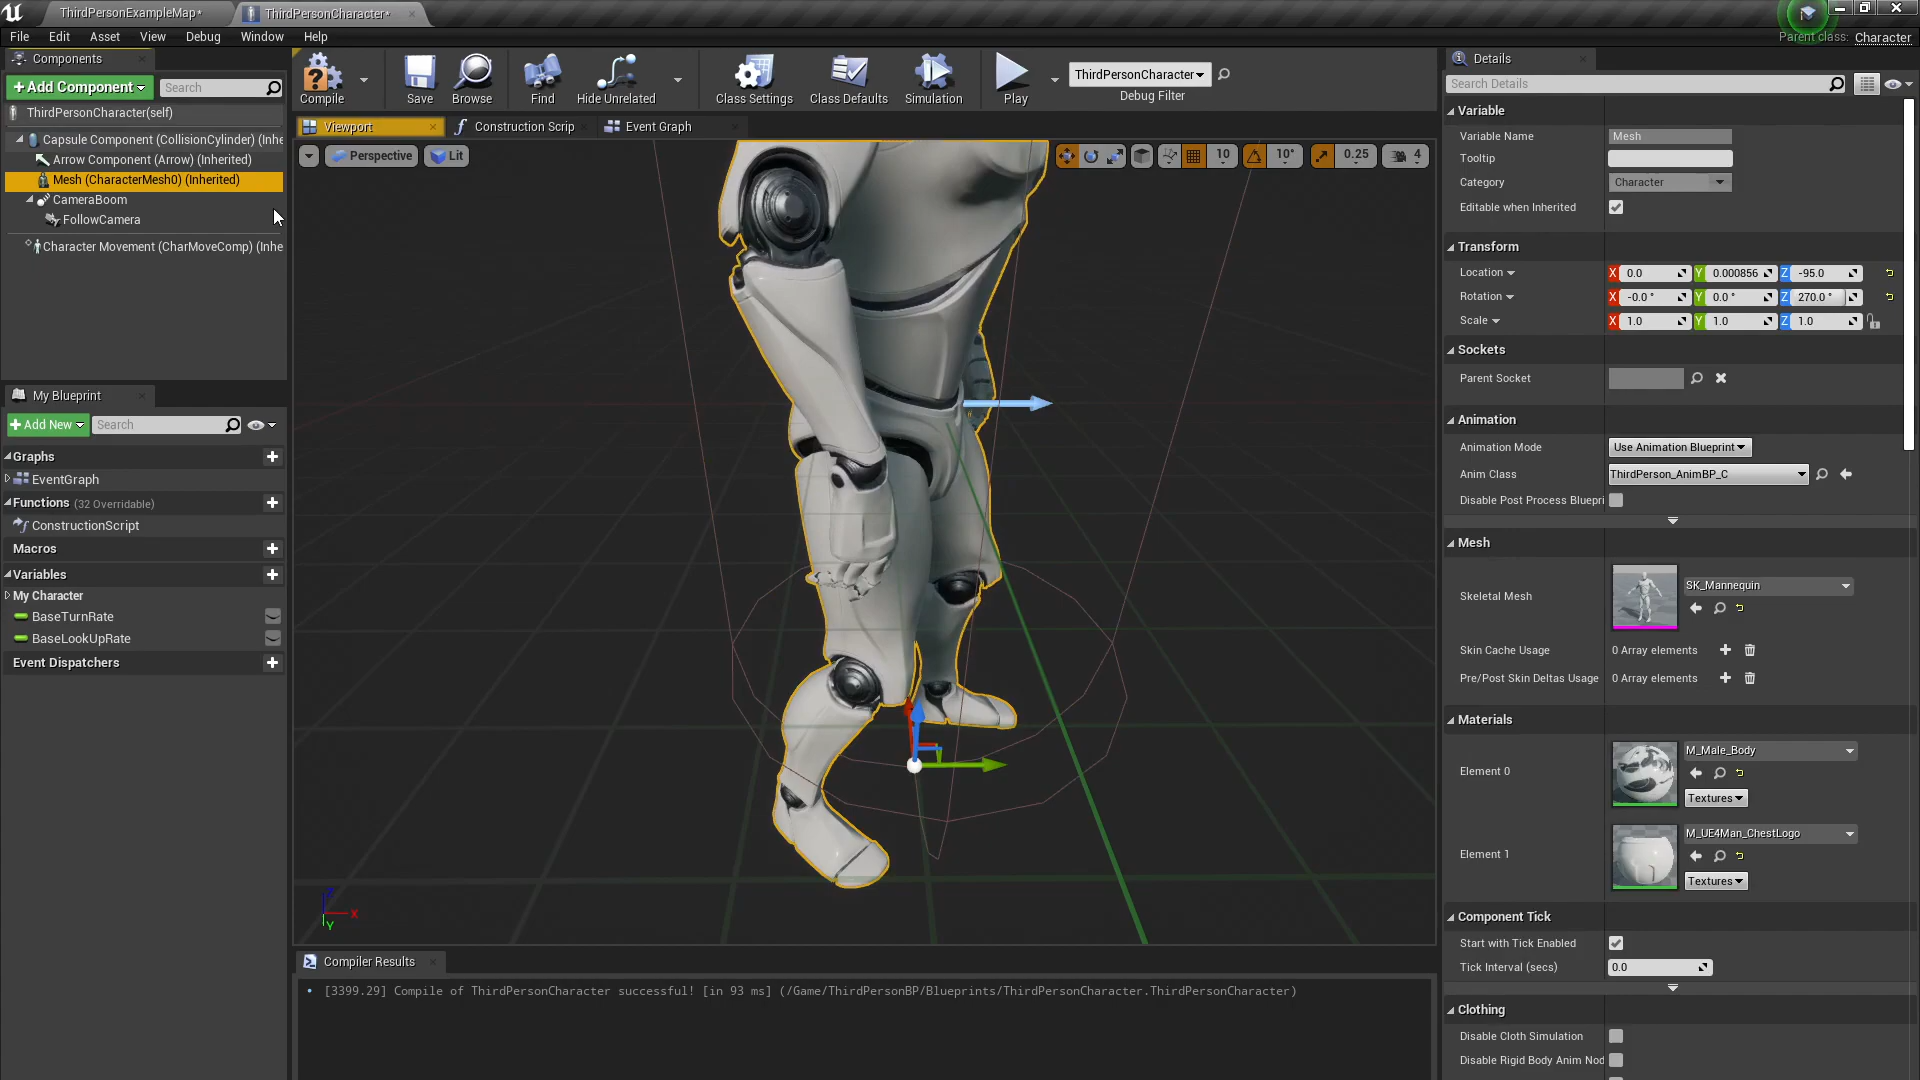 ThirdPersonExampleMap*
ThirdPersonCharacter*
File Edit Asset View Debug Window Help
Parent class: Character
Components
+ Add Component
Search
ThirdPersonCharacter(self)
Capsule Component (CollisionCylinder) (Inhe
Arrow Component (Arrow) (Inherited)
Mesh (CharacterMesh0) (Inherited)
CameraBoom
FollowCamera
Character Movement (CharMoveComp) (Inhe
My Blueprint
+ Add New
Search
Graphs
EventGraph
Functions (32 Overridable)
ConstructionScript
Macros
Variables
My Character
BaseTurnRate
BaseLookUpRate
Event Dispatchers
Compile
Save
Browse
Find
Hide Unrelated
Class Settings
Class Defaults
Simulation
Play
ThirdPersonCharacter
Debug Filter
Viewport
Construction Scrip
Event Graph
Perspective
Lit
10
10°
0.25
4
Z
X
Y
Compiler Results
[3399.29] Compile of ThirdPersonCharacter successful! [in 93 ms] (/Game/ThirdPersonBP/Blueprints/ThirdPersonCharacter.ThirdPersonCharacter)
Details
Search Details
Variable
Variable Name Mesh
Tooltip
Category Character
Editable when Inherited
Transform
Location X 0.0 Y 0.000856 Z -95.0
Rotation X -0.0 ° Y 0.0 ° Z 270.0 °
Scale X 1.0 Y 1.0 Z 1.0
Sockets
Parent Socket
Animation
Animation Mode Use Animation Blueprint
Anim Class ThirdPerson_AnimBP_C
Disable Post Process Bluepri
Mesh
Skeletal Mesh SK_Mannequin
Skin Cache Usage 0 Array elements
Pre/Post Skin Deltas Usage 0 Array elements
Materials
Element 0 M_Male_Body
Textures
Element 1 M_UE4Man_ChestLogo
Textures
Component Tick
Start with Tick Enabled
Tick Interval (secs) 0.0
Clothing
Disable Cloth Simulation
Disable Rigid Body Anim Nod